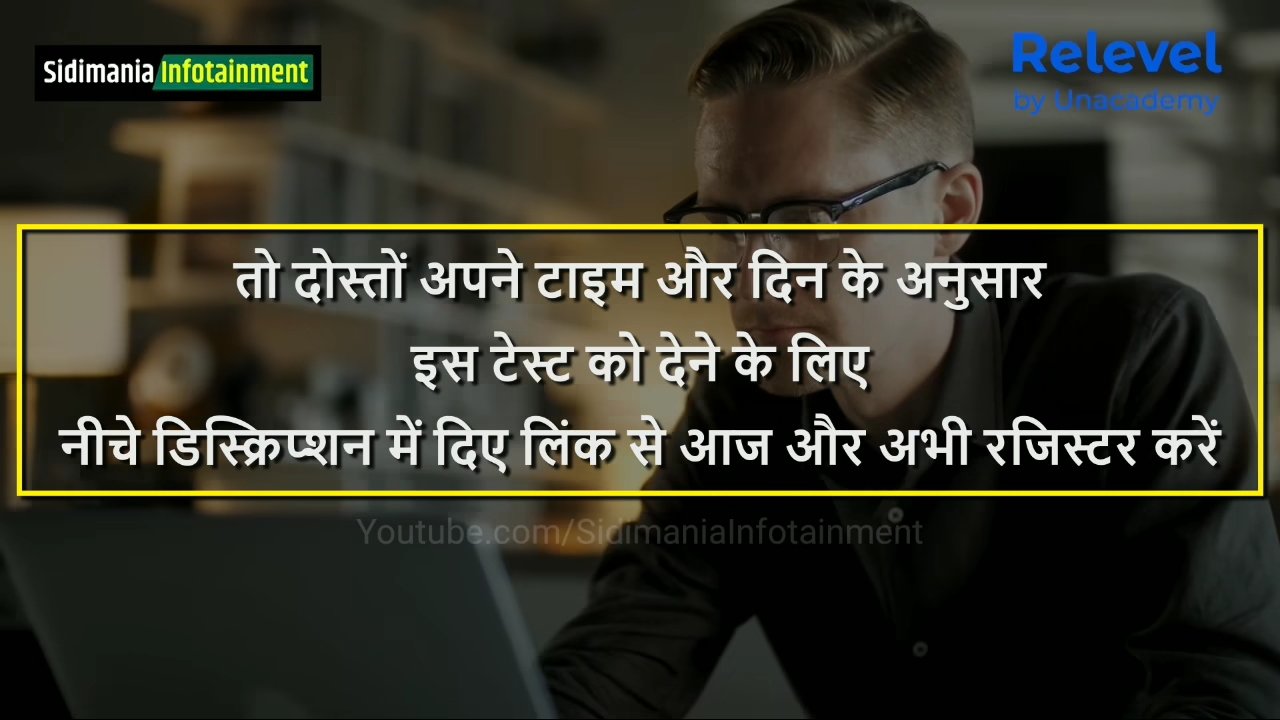 Sidimania Infotainment
Relevel
by Unacademy
तो दोस्तों अपने टाइम और दिन के अनुसार
इस टेस्ट को देने के लिए
नीचे डिस्क्रिप्शन में दिए लिंक से आज और अभी रजिस्टर करें
Youtube.com/SidimaniaInfotainment